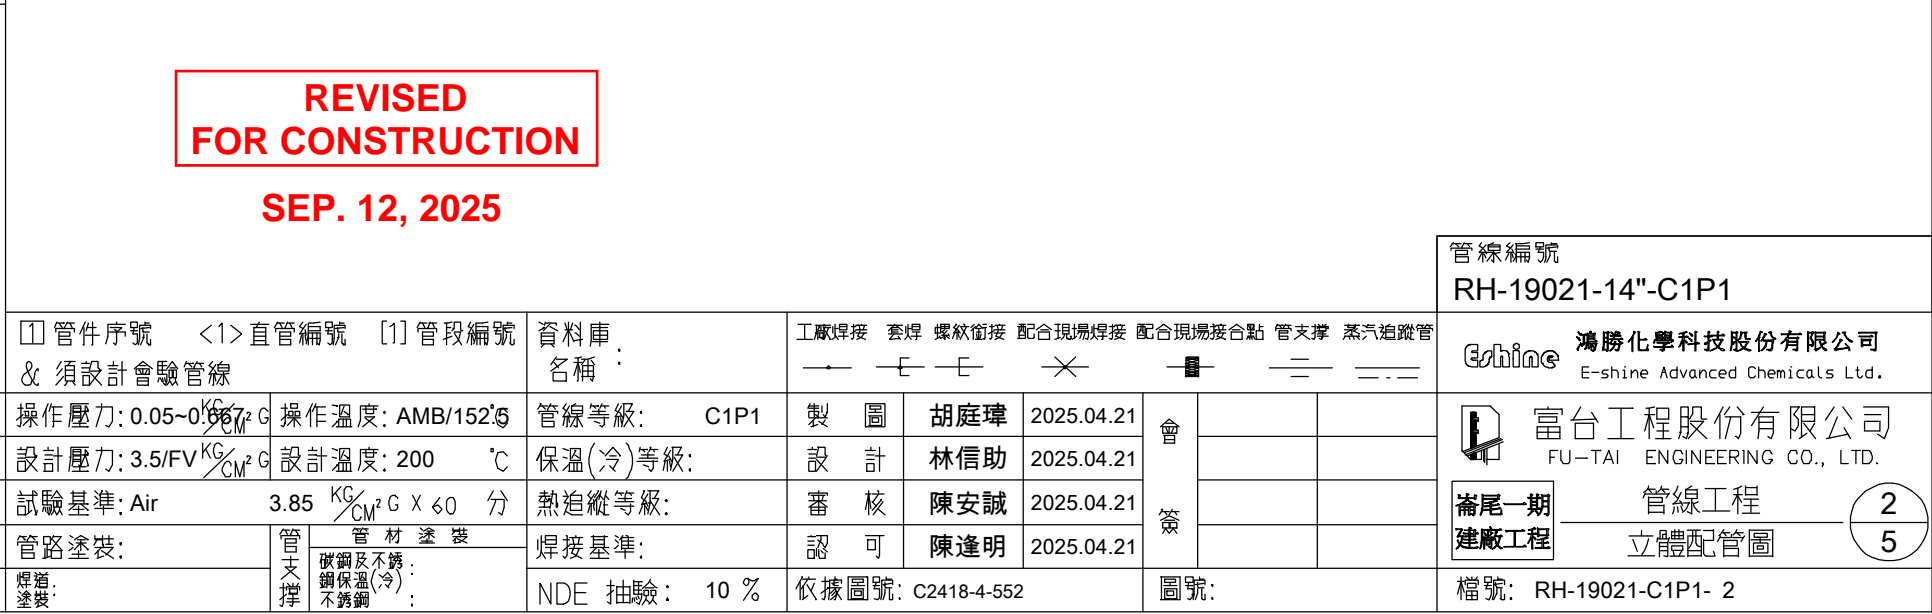 REVISED
FOR CONSTRUCTION
SEP. 12, 2025
管線編號
RH-19021-14"-C1P1
1 管件序號 <1>直管編號 [1]管段編號
& 須設計會驗管線
資料庫名稱 :
工廠焊接 套焊 螺紋銜接 配合現場焊接 配合現場接合點 管支撐 蒸汽追蹤管
Eshine 鴻勝化學科技股份有限公司
E-shine Advanced Chemicals Ltd.
操作壓力: 0.05~0.667 KG/CM² G 操作溫度: AMB/152.5 ℃ 管線等級: C1P1 製圖 胡庭瑋 2025.04.21 會簽
設計壓力: 3.5/FV KG/CM² G 設計溫度: 200 ℃ 保溫(冷)等級: 設計 林信助 2025.04.21
試驗基準: Air 3.85 KG/CM² G X 60 分 熱追縱等級: 審核 陳安誠 2025.04.21
管路塗裝: 管支撐 管材塗裝 焊接基準: 認可 陳逢明 2025.04.21
碳鋼及不銹鋼保溫(冷) :
不銹鋼 :
焊道塗裝:
NDE 抽驗: 10 % 依據圖號: C2418-4-552 圖號:
富台工程股份有限公司
FU-TAI ENGINEERING CO., LTD.
崙尾一期
建廠工程
管線工程
立體配管圖
2
5
檔號: RH-19021-C1P1- 2